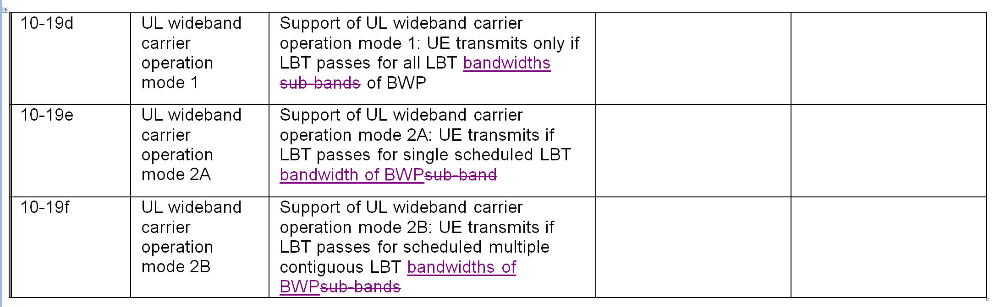 10-19d
UL wideband
carrier
operation
mode 1
Support of UL wideband carrier
operation mode 1: UE transmits only if
LBT passes for all LBT bandwidths
sub-bands of BWP
10-19e
UL wideband
carrier
operation
mode 2A
Support of UL wideband carrier
operation mode 2A: UE transmits if
LBT passes for single scheduled LBT
bandwidth of BWPsub-band
10-19f
UL wideband
carrier
operation
mode 2B
Support of UL wideband carrier
operation mode 2B: UE transmits if
LBT passes for scheduled multiple
contiguous LBT bandwidths of
BWPsub-bands